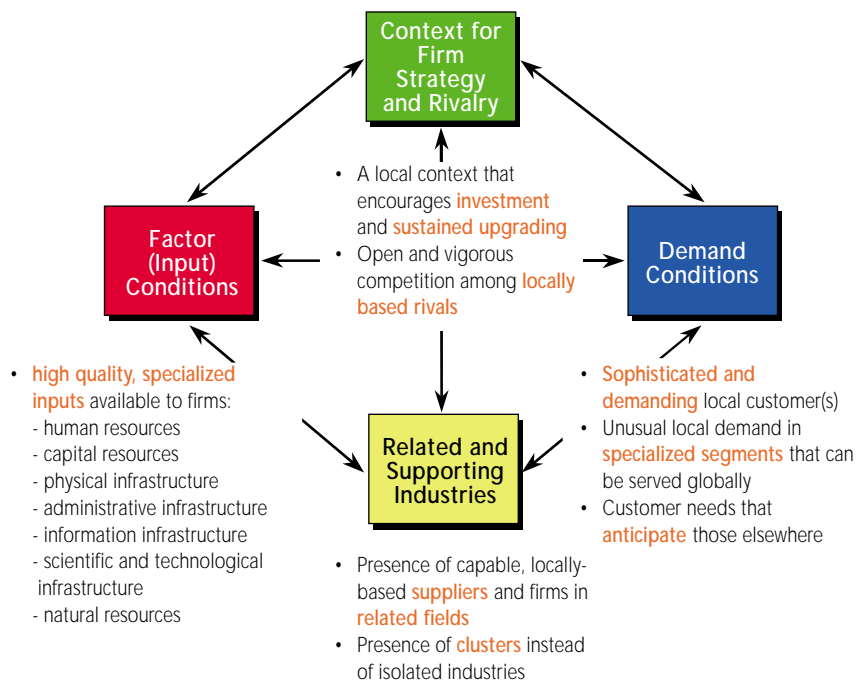 Context for
Firm
Strategy
and Rivalry
• A local context that
encourages investment
and sustained upgrading
• Open and vigorous
competition among locally
based rivals
Factor
(Input)
Conditions
Demand
Conditions
• high quality, specialized
inputs available to firms:
- human resources
- capital resources
- physical infrastructure
- administrative infrastructure
- information infrastructure
- scientific and technological
infrastructure
- natural resources
Related and
Supporting
Industries
• Sophisticated and
demanding local customer(s)
• Unusual local demand in
specialized segments that can
be served globally
• Customer needs that
anticipate those elsewhere
• Presence of capable, locally-
based suppliers and firms in
related fields
• Presence of clusters instead
of isolated industries